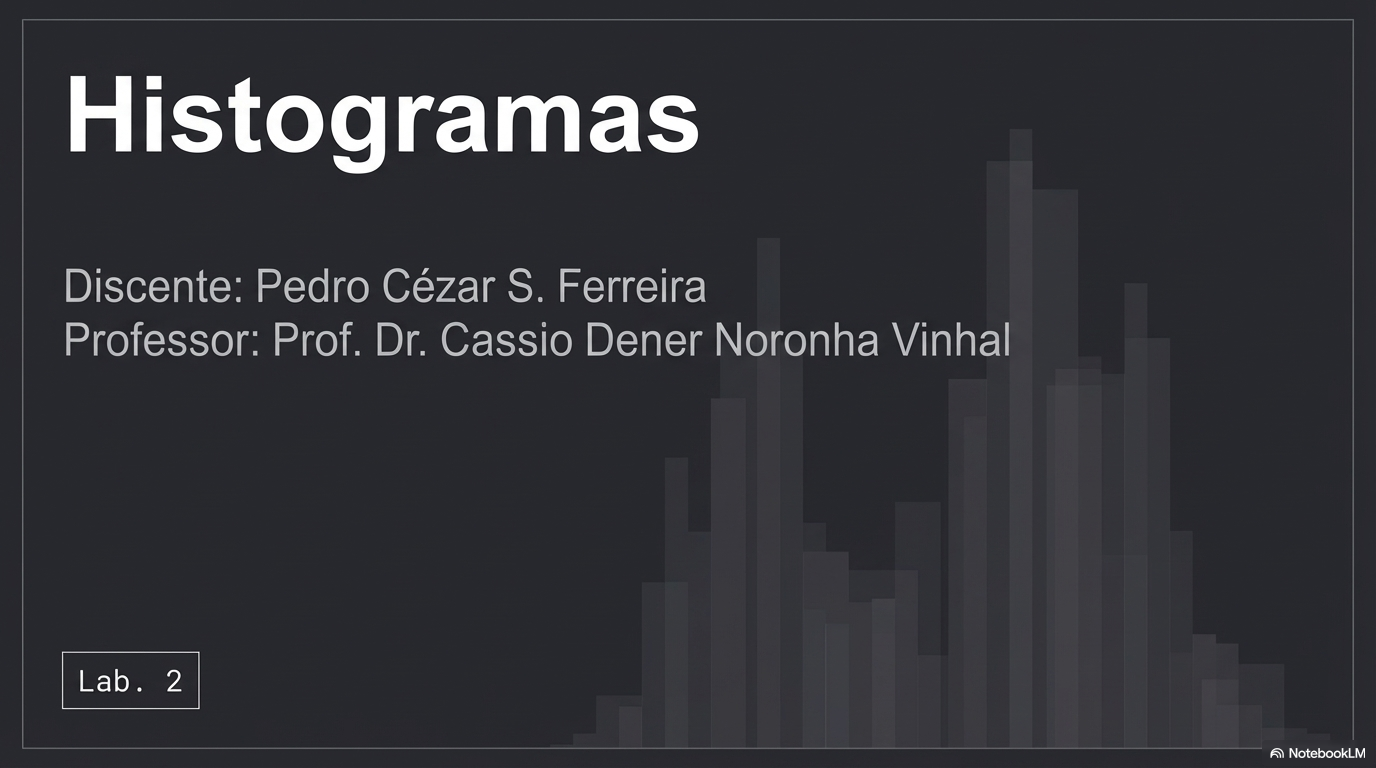 Histogramas
Discente: Pedro Cézar S. Ferreira
Professor: Prof. Dr. Cassio Dener Noronha Vinhal
Lab. 2
NotebookLM